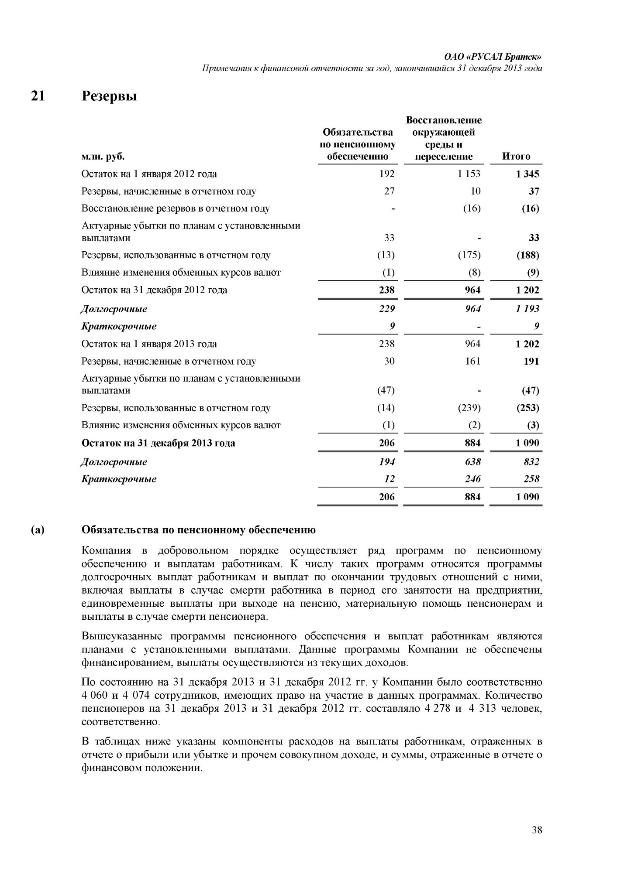 ОАО «РУСАЛ Братск»
Примечания к финансовой отчетности за год, закончившийся 31 декабря 2013 года
21 Резервы
млн. руб. Обязательства по пенсионному обеспечению Восстановление окружающей среды и переселение Итого
Остаток на 1 января 2012 года 192 1 153 1 345
Резервы, начисленные в отчетном году 27 10 37
Восстановление резервов в отчетном году - (16) (16)
Актуарные убытки по планам с установленными
выплатами 33 - 33
Резервы, использованные в отчетном году (13) (175) (188)
Влияние изменения обменных курсов валют (1) (8) (9)
Остаток на 31 декабря 2012 года 238 964 1 202
Долгосрочные 229 964 1 193
Краткосрочные 9 - 9
Остаток на 1 января 2013 года 238 964 1 202
Резервы, начисленные в отчетном году 30 161 191
Актуарные убытки по планам с установленными
выплатами (47) - (47)
Резервы, использованные в отчетном году (14) (239) (253)
Влияние изменения обменных курсов валют (1) (2) (3)
Остаток на 31 декабря 2013 года 206 884 1 090
Долгосрочные 194 638 832
Краткосрочные 12 246 258
206 884 1 090
(а) Обязательства по пенсионному обеспечению
Компания в добровольном порядке осуществляет ряд программ по пенсионному
обеспечению и выплатам работникам. К числу таких программ относятся программы
долгосрочных выплат работникам и выплат по окончании трудовых отношений с ними,
включая выплаты в случае смерти работника в период его занятости на предприятии,
единовременные выплаты при выходе на пенсию, материальную помощь пенсионерам и
выплаты в случае смерти пенсионера.
Вышеуказанные программы пенсионного обеспечения и выплат работникам являются
планами с установленными выплатами. Данные программы Компании не обеспечены
финансированием, выплаты осуществляются из текущих доходов.
По состоянию на 31 декабря 2013 и 31 декабря 2012 гг. у Компании было соответственно
4 060 и 4 074 сотрудников, имеющих право на участие в данных программах. Количество
пенсионеров на 31 декабря 2013 и 31 декабря 2012 гг. составляло 4 278 и 4 313 человек,
соответственно.
В таблицах ниже указаны компоненты расходов на выплаты работникам, отраженных в
отчете о прибыли или убытке и прочем совокупном доходе, и суммы, отраженные в отчете о
финансовом положении.
38